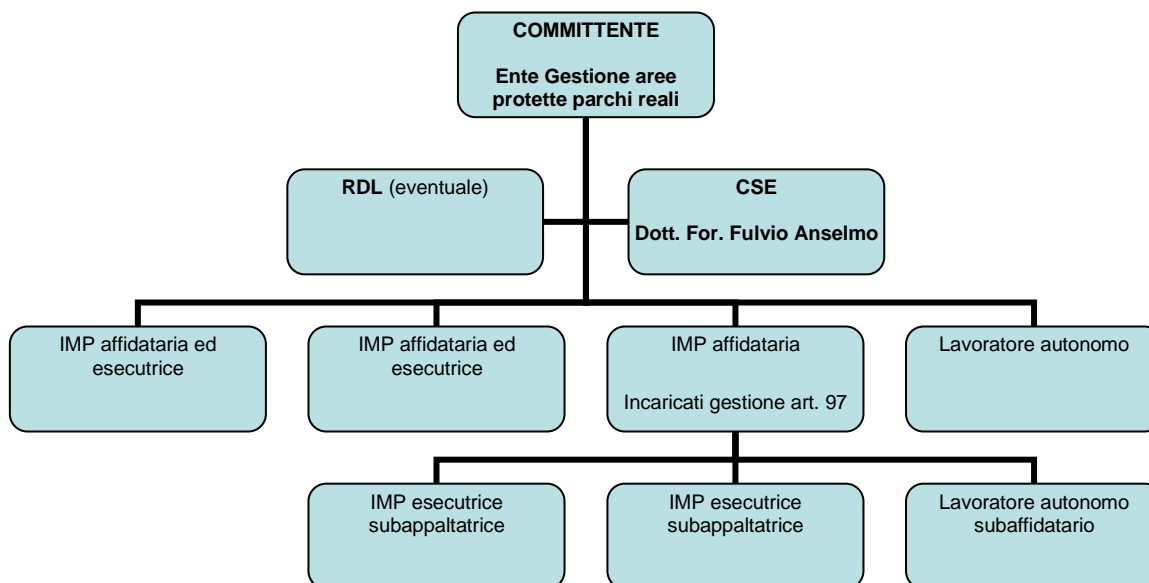 COMMITTENTE
Ente Gestione aree
protette parchi reali
RDL (eventuale)
CSE
Dott. For. Fulvio Anselmo
IMP affidataria ed
esecutrice
IMP affidataria ed
esecutrice
IMP affidataria
Incaricati gestione art. 97
Lavoratore autonomo
IMP esecutrice
subappaltatrice
IMP esecutrice
subappaltatrice
Lavoratore autonomo
subaffidatario